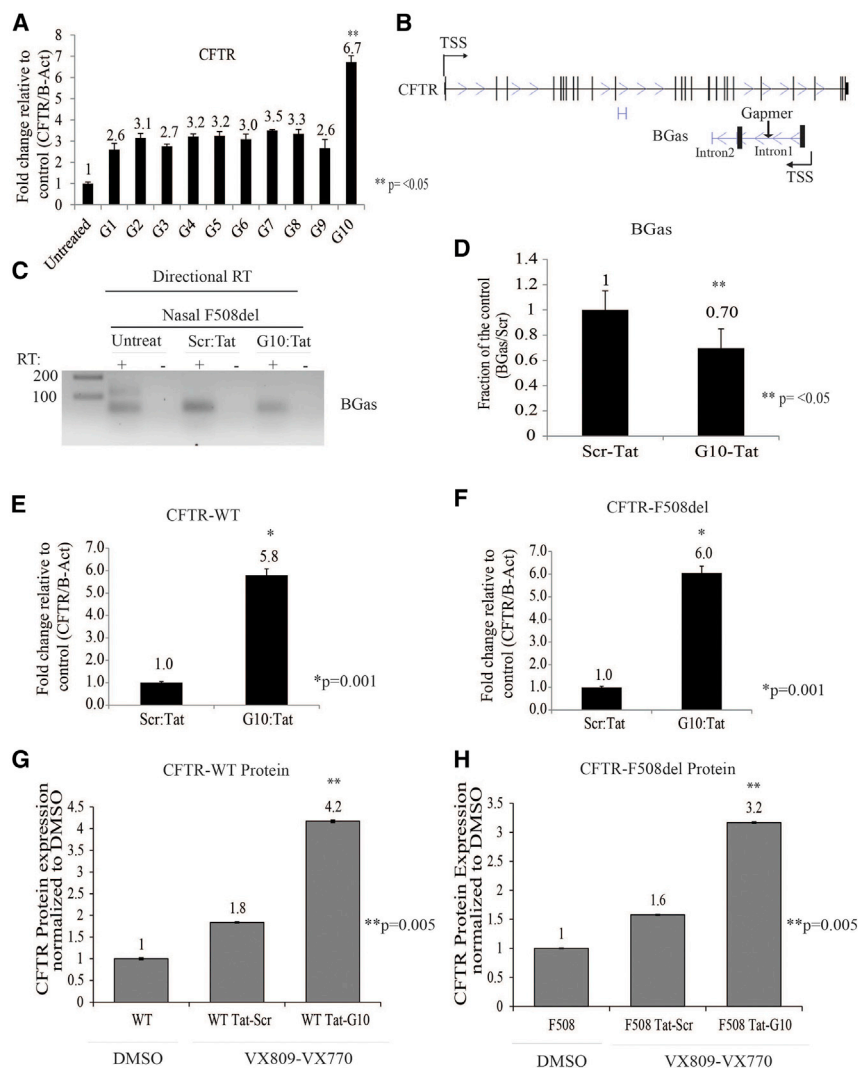 A
CFTR
Fold change relative to
control (CFTR/B-Act)
8
7
6
5
4
3
2
1
0
1
2.6
3.1
2.7
3.2
3.2
3.0
3.5
3.3
2.6
**
6.7
** p= <0.05
Untreated
G1
G2
G3
G4
G5
G6
G7
G8
G9
G10
B
TSS
CFTR
BGas
Gapmer
Intron2
Intron1
TSS
C
Directional RT
Nasal F508del
Untreat
Scr:Tat
G10:Tat
RT:
+
-
+
-
+
-
200
100
BGas
D
BGas
Fraction of the control
(BGas/Scr)
1.4
1.2
1
0.8
0.6
0.4
0.2
0
1
**
0.70
** p= <0.05
Scr-Tat
G10-Tat
E
CFTR-WT
Fold change relative to
control (CFTR/B-Act)
7.0
6.0
5.0
4.0
3.0
2.0
1.0
0.0
1.0
*
5.8
*p=0.001
Scr:Tat
G10:Tat
F
CFTR-F508del
Fold change relative to
control (CFTR/B-Act)
7.0
6.0
5.0
4.0
3.0
2.0
1.0
0.0
1.0
*
6.0
*p=0.001
Scr:Tat
G10:Tat
G
CFTR-WT Protein
CFTR Protein expression
normalized to DMSO
4.5
4
3.5
3
2.5
2
1.5
1
0.5
0
1
1.8
**
4.2
**p=0.005
WT
WT Tat-Scr
WT Tat-G10
DMSO
VX809-VX770
H
CFTR-F508del Protein
CFTR Protein Expression
normalized to DMSO
3.5
3
2.5
2
1.5
1
0.5
0
1
1.6
**
3.2
**p=0.005
F508
F508 Tat-Scr
F508 Tat-G10
DMSO
VX809-VX770